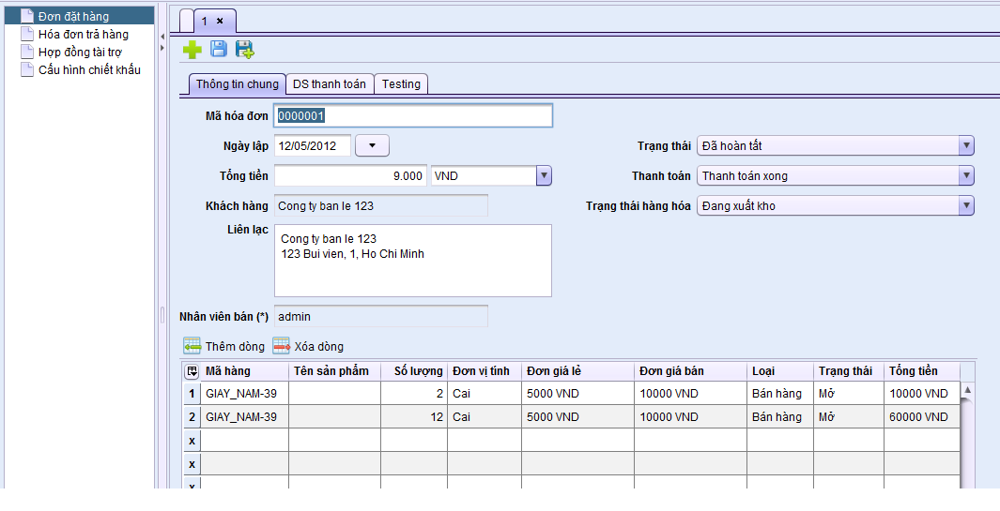 Đơn đặt hàng
Hóa đơn trả hàng
Hợp đồng tài trợ
Cấu hình chiết khấu
1 ×
Thông tin chung DS thanh toán Testing
Mã hóa đơn 0000001
Ngày lập 12/05/2012 Trạng thái Đã hoàn tất
Tổng tiền 9.000 VND Thanh toán Thanh toán xong
Khách hàng Cong ty ban le 123 Trạng thái hàng hóa Đang xuất kho
Liên lạc Cong ty ban le 123
123 Bui vien, 1, Ho Chi Minh
Nhân viên bán (*) admin
Thêm dòng Xóa dòng
Mã hàng Tên sản phẩm Số lượng Đơn vị tính Đơn giá lẻ Đơn giá bán Loại Trạng thái Tổng tiền
1 GIAY_NAM-39 2 Cai 5000 VND 10000 VND Bán hàng Mở 10000 VND
2 GIAY_NAM-39 12 Cai 5000 VND 10000 VND Bán hàng Mở 60000 VND
x
x
x